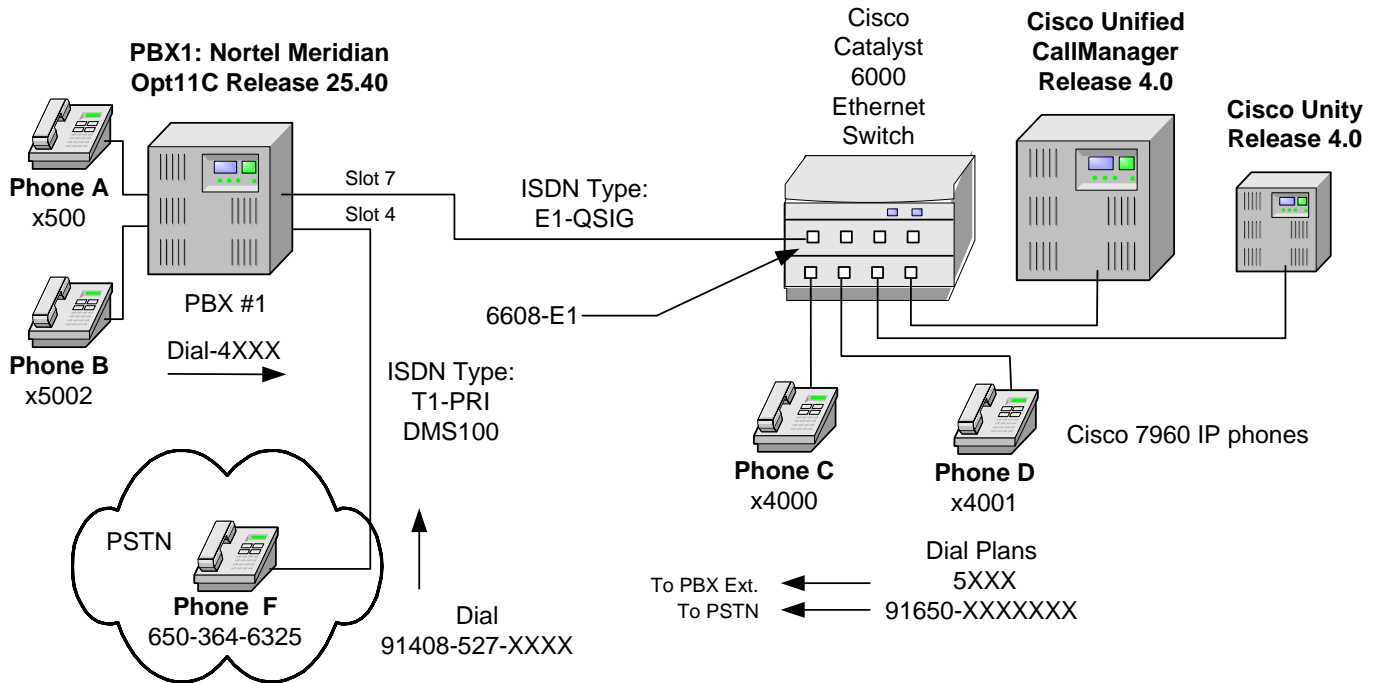 PBX1: Nortel Meridian
Opt11C Release 25.40
Cisco
Catalyst
6000
Ethernet
Switch
Cisco Unified
CallManager
Release 4.0
Cisco Unity
Release 4.0
Phone A
x500
Slot 7
Slot 4
ISDN Type:
E1-QSIG
PBX #1
6608-E1
Phone B
x5002
Dial-4XXX
ISDN Type:
T1-PRI
DMS100
Phone C
x4000
Phone D
x4001
Cisco 7960 IP phones
PSTN
Phone F
650-364-6325
Dial
91408-527-XXXX
Dial Plans
To PBX Ext.
5XXX
To PSTN
91650-XXXXXXX